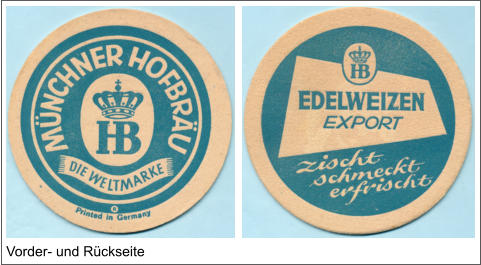 MÜNCHNER HOFBRÄU
HB
DIE WELTMARKE
Printed in Germany
HB
EDELWEIZEN
EXPORT
zischt
schmeckt
erfrischt
Vorder- und Rückseite